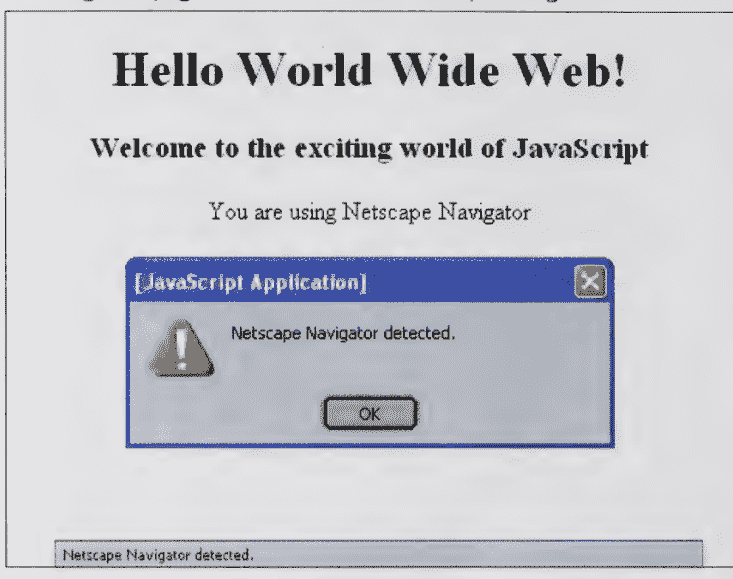 Hello World Wide Web!
Welcome to the exciting world of JavaScript
You are using Netscape Navigator
[JavaScript Application]
Netscape Navigator detected.
OK
Netscape Navigator detected.